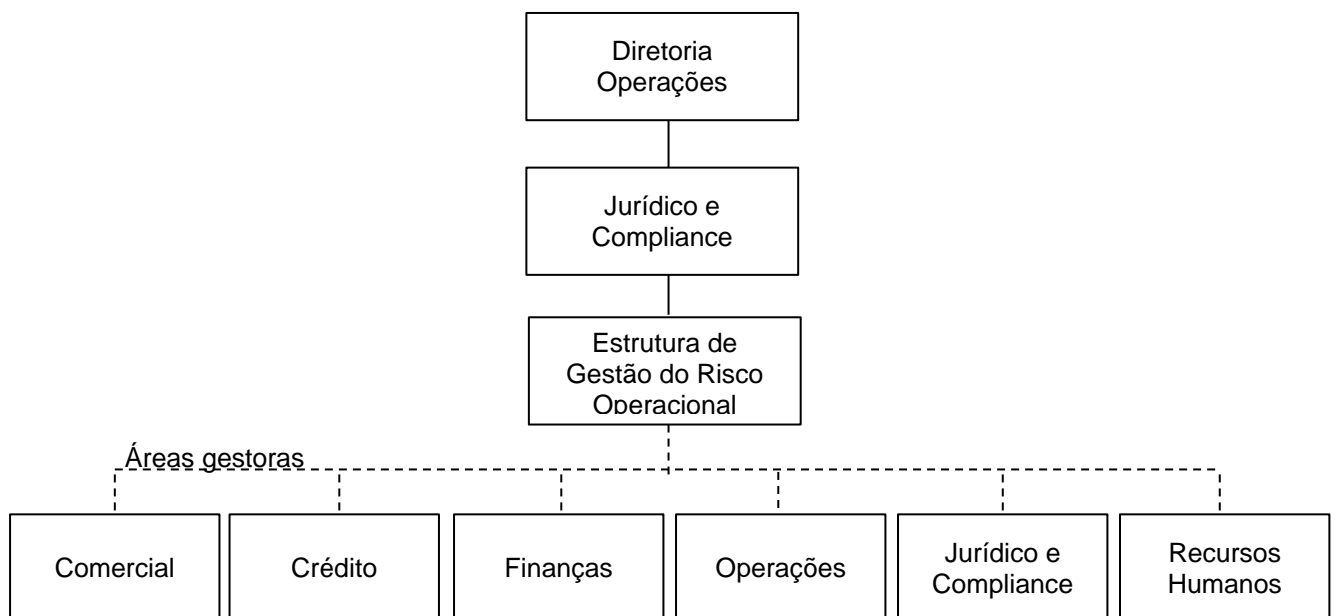 Diretoria
Operações
Jurídico e
Compliance
Estrutura de
Gestão do Risco
Operacional
Áreas gestoras
Comercial
Crédito
Finanças
Operações
Jurídico e
Compliance
Recursos
Humanos